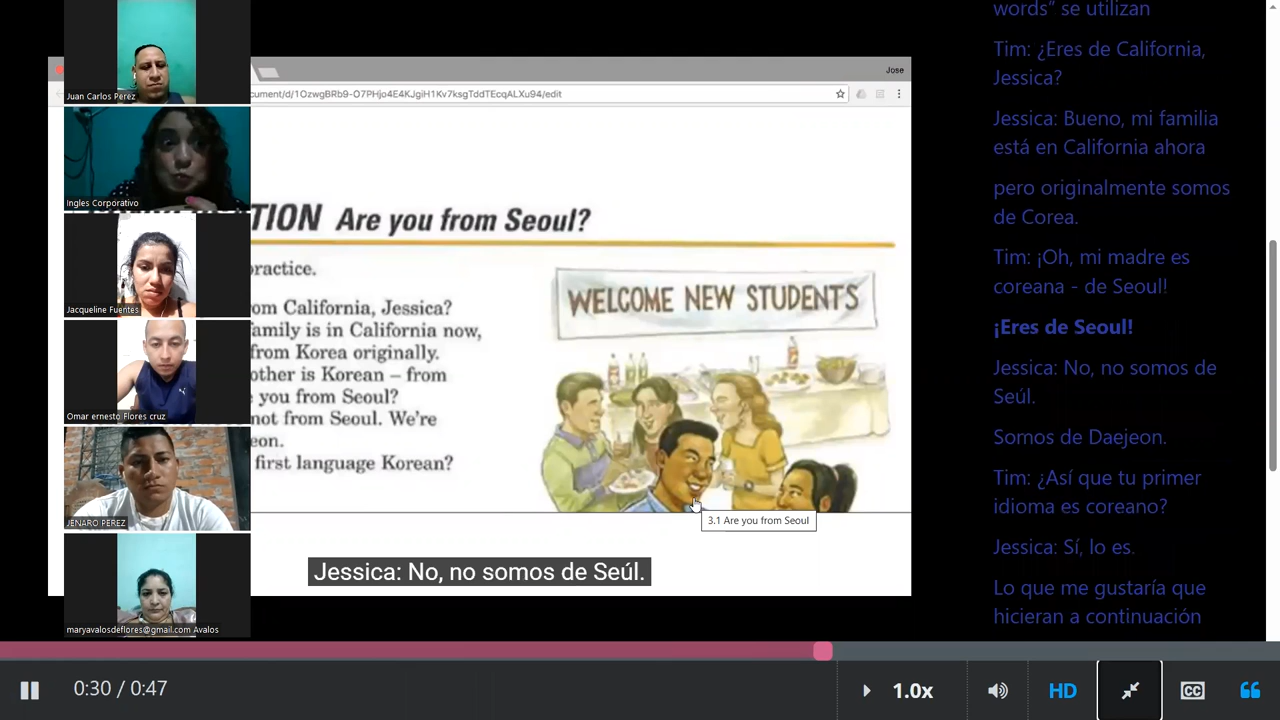 Juan Carlos Perez
Ingles Corporativo
Jacqueline Fuentes
Omar ernesto Flores cruz
JENARO PEREZ
maryavalosdeflores@gmail.com Avalos
Jose
cument/d/1OzwgBRb9-O7PHjo4E4KJgiH1Kv7ksgTddTEcqALXu94/edit
TION Are you from Seoul?
practice.
om California, Jessica?
amily is in California now,
from Korea originally.
other is Korean – from
you from Seoul?
not from Seoul. We're
eon.
first language Korean?
WELCOME NEW STUDENTS
3.1 Are you from Seoul
Jessica: No, no somos de Seúl.
words” se utilizan
Tim: ¿Eres de California,
Jessica?
Jessica: Bueno, mi familia
está en California ahora
pero originalmente somos
de Corea.
Tim: ¡Oh, mi madre es
coreana - de Seoul!
¡Eres de Seoul!
Jessica: No, no somos de
Seúl.
Somos de Daejeon.
Tim: ¿Así que tu primer
idioma es coreano?
Jessica: Sí, lo es.
Lo que me gustaría que
hicieran a continuación
0:30 / 0:47
1.0x
HD
CC